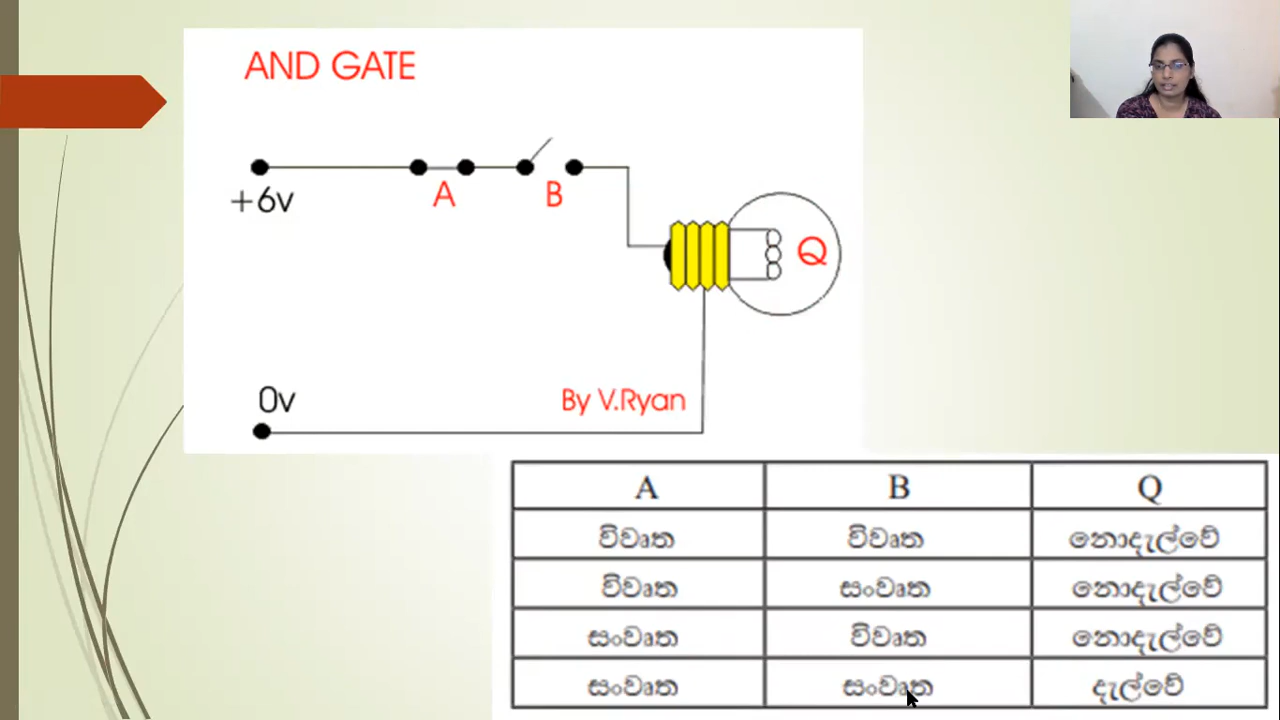 AND GATE
+6v
A
B
Q
0v
By V.Ryan
A B Q
විවෘත විවෘත නොදැල්වේ
විවෘත සංවෘත නොදැල්වේ
සංවෘත විවෘත නොදැල්වේ
සංවෘත සංවෘත දැල්වේ